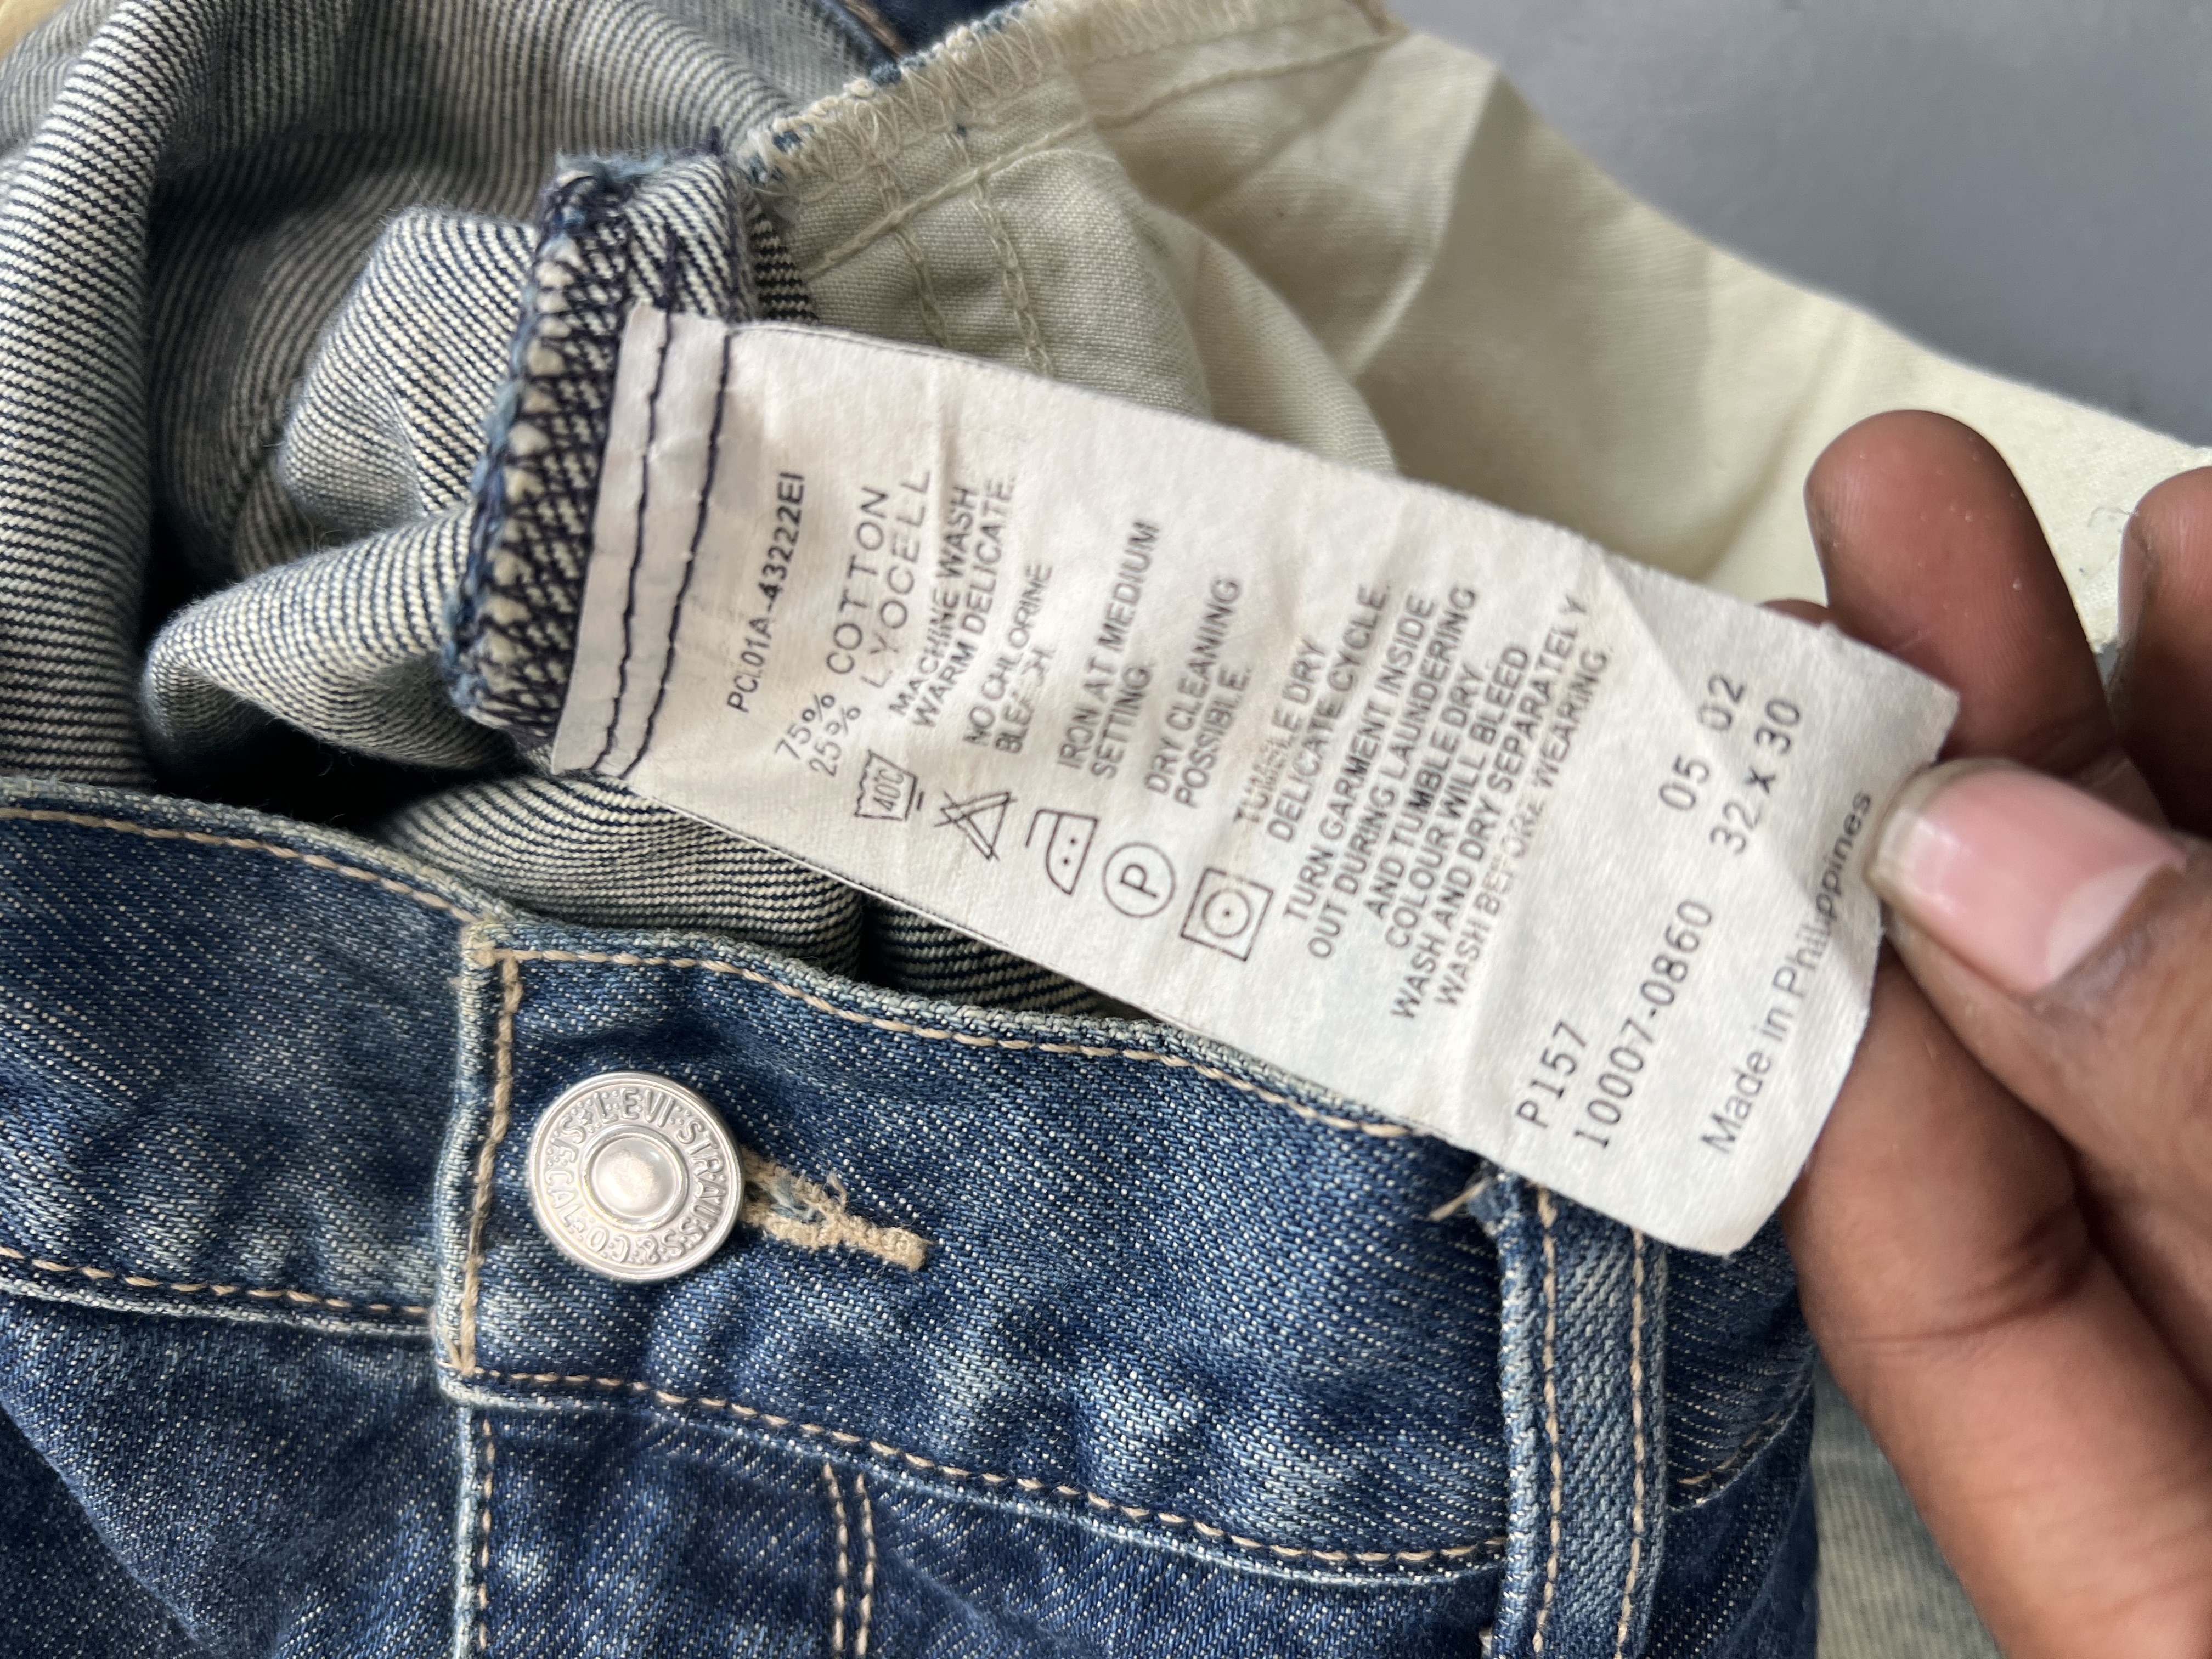 PC.01A-43222EI
75% COTTON
25% LYOCELL
40C
MACHINE WASH
WARM DELICATE.
NO CHLORINE
BLEACH.
IRON AT MEDIUM
SETTING.
P
DRY CLEANING
POSSIBLE.
TUMBLE DRY
DELICATE CYCLE.
TURN GARMENT INSIDE
OUT DURING LAUNDERING
AND TUMBLE DRY.
COLOUR WILL BLEED
WASH AND DRY SEPARATELY
WASH BEFORE WEARING.
P157 05 02
10007-0860 32 x 30
Made in Philippines
LEVI STRAUSS & CO. S.F. CAL.